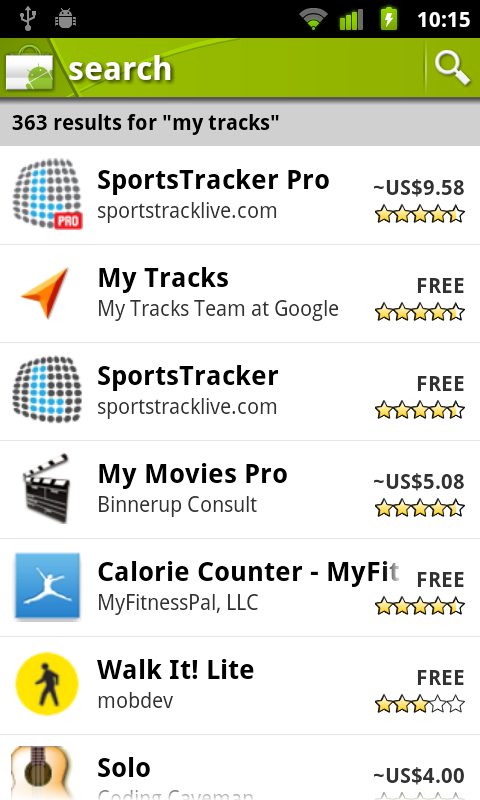 10:15
search
363 results for "my tracks"
SportsTracker Pro
~US$9.58
sportstracklive.com
PRO
My Tracks
FREE
My Tracks Team at Google
SportsTracker
FREE
sportstracklive.com
My Movies Pro
~US$5.08
Binnerup Consult
Calorie Counter - MyFit
FREE
MyFitnessPal, LLC
Walk It! Lite
FREE
mobdev
Solo
~US$4.00
Coding Caveman